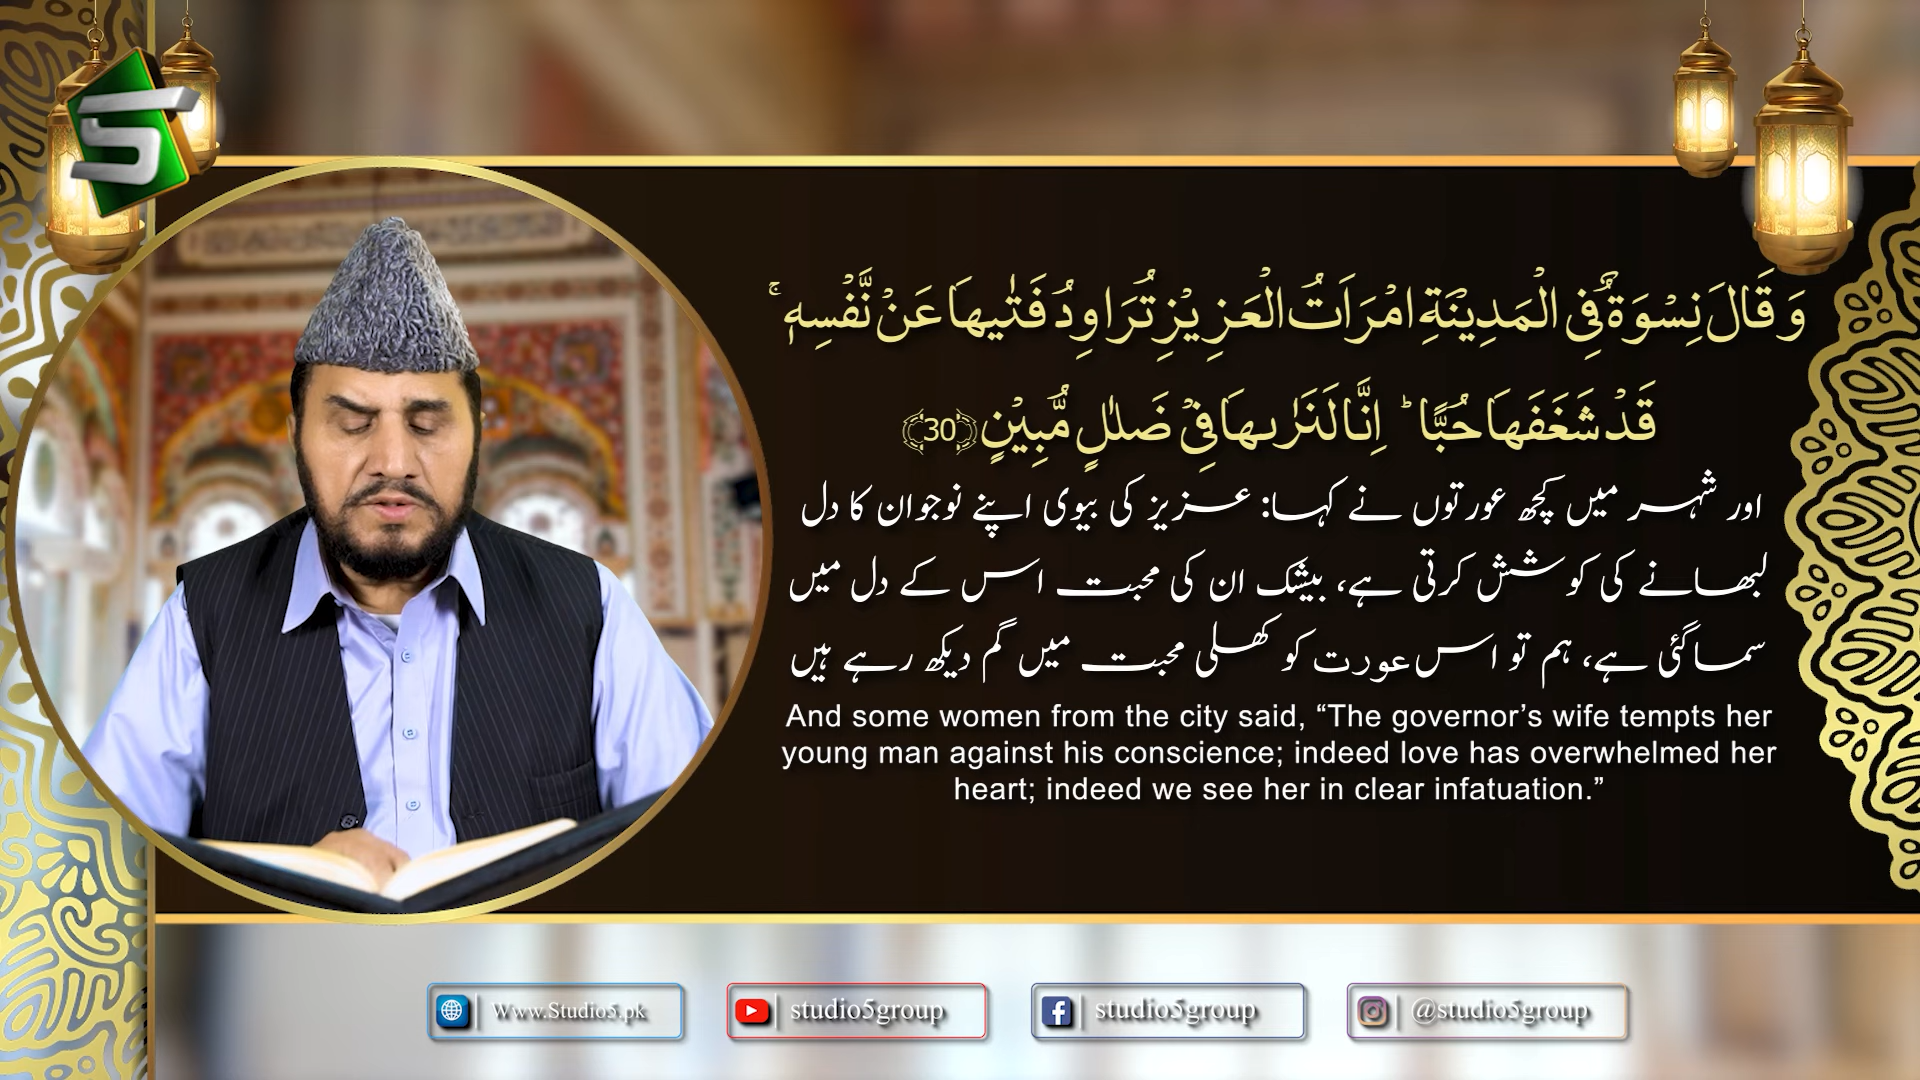 وَ قَالَ نِسْوَةٌ فِی الْمَدِیْنَةِ امْرَاَتُ الْعَزِیْزِ تُرَاوِدُ فَتٰىهَا عَنْ نَّفْسِهٖۚ
قَدْ شَغَفَهَا حُبًّاؕ اِنَّا لَنَرٰىهَا فِیْ ضَلٰلٍ مُّبِیْنٍ ﴿30﴾
اور شہر میں کچھ عورتوں نے کہا: عزیز کی بیوی اپنے نوجوان کا دل
لبھانے کی کوشش کرتی ہے، بیشک ان کی محبت اس کے دل میں
سماگئی ہے، ہم تو اس عورت کو کھلی محبت میں گم دیکھ رہے ہیں
And some women from the city said, “The governor’s wife tempts her
young man against his conscience; indeed love has overwhelmed her
heart; indeed we see her in clear infatuation.”
Www.Studio5.pk
studio5group
studio5group
@studio5group